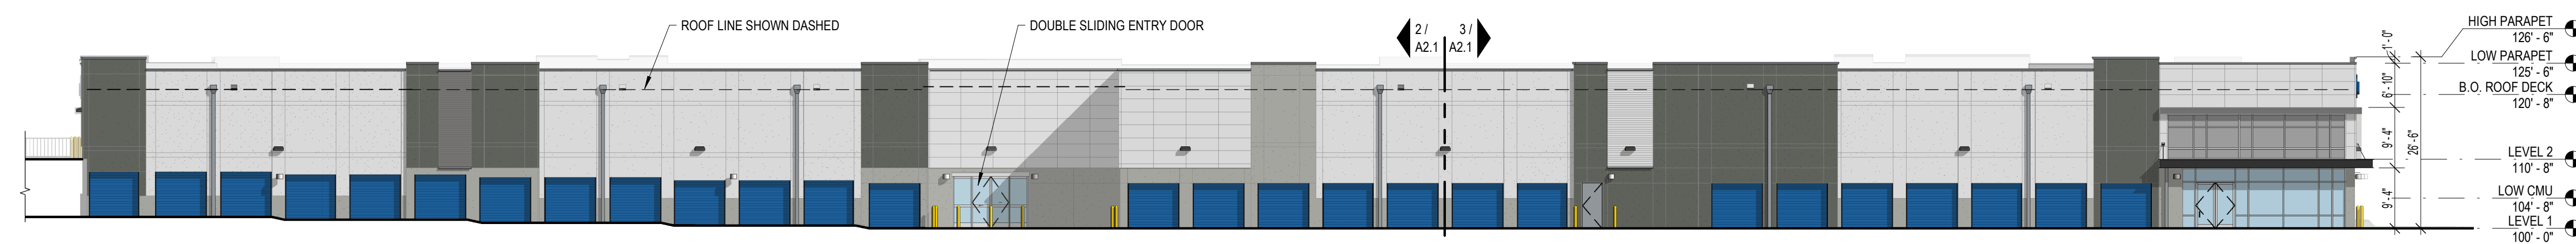 ROOF LINE SHOWN DASHED
DOUBLE SLIDING ENTRY DOOR
2 /
A2.1
3 /
A2.1
1' - 0"
6' - 10"
9' - 4"
9' - 4"
26' - 6"
HIGH PARAPET
126' - 6"
LOW PARAPET
125' - 6"
B.O. ROOF DECK
120' - 8"
LEVEL 2
110' - 8"
LOW CMU
104' - 8"
LEVEL 1
100' - 0"